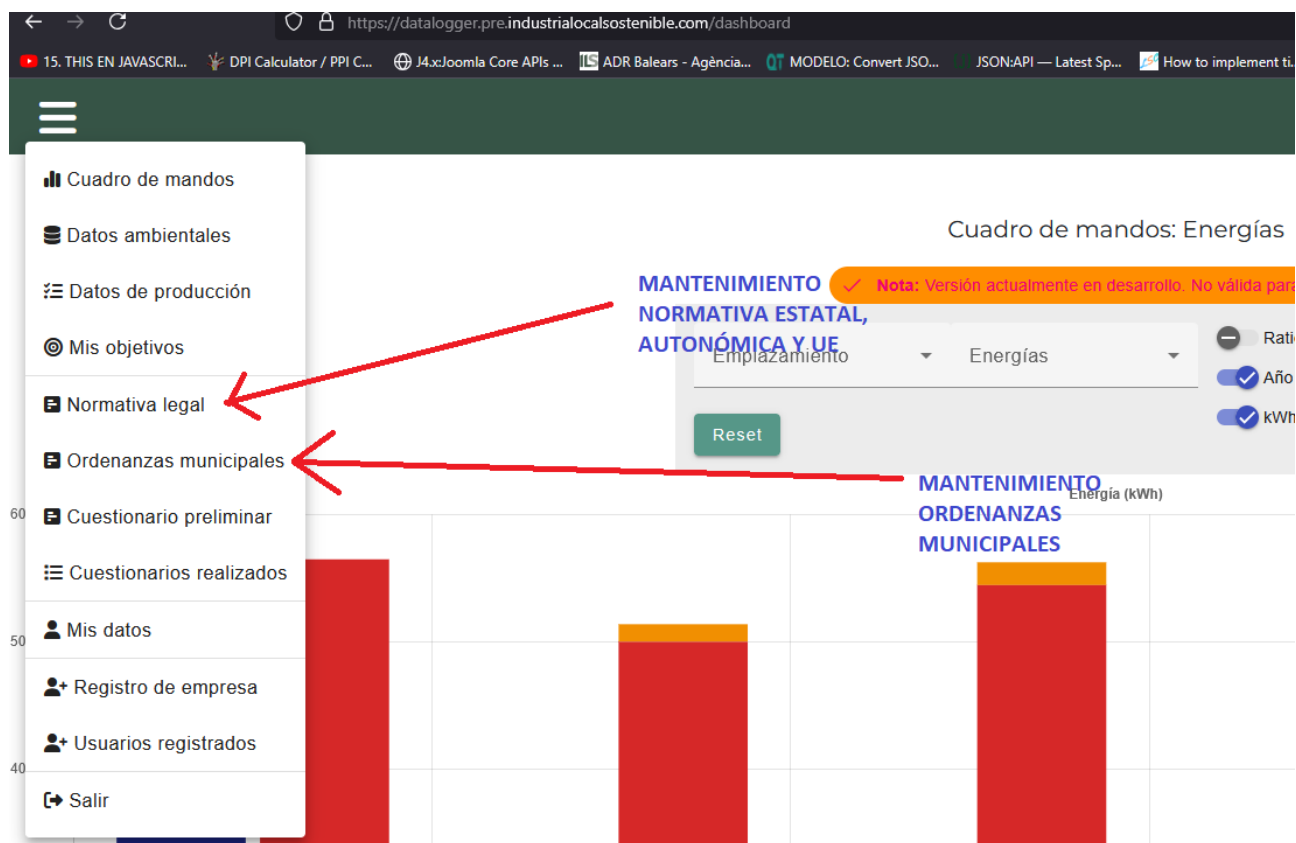 https://datalogger.pre.industrialocalsostenible.com/dashboard
15. THIS EN JAVASCRI...
DPI Calculator / PPI C...
J4.x:Joomla Core APIs ...
ILS ADR Balears - Agència...
QT MODELO: Convert JSO...
JSON:API — Latest Sp...
How to implement ti...
Cuadro de mandos
Datos ambientales
Datos de producción
Mis objetivos
Normativa legal
Ordenanzas municipales
Cuestionario preliminar
Cuestionarios realizados
Mis datos
Registro de empresa
Usuarios registrados
Salir
Cuadro de mandos: Energías
MANTENIMIENTO
NORMATIVA ESTATAL,
AUTONÓMICA Y UE
Nota: Versión actualmente en desarrollo. No válida para
Emplazamiento
Energías
Rati
Año
kWh
Reset
MANTENIMIENTO
ORDENANZAS
MUNICIPALES
Energía (kWh)
60
50
40